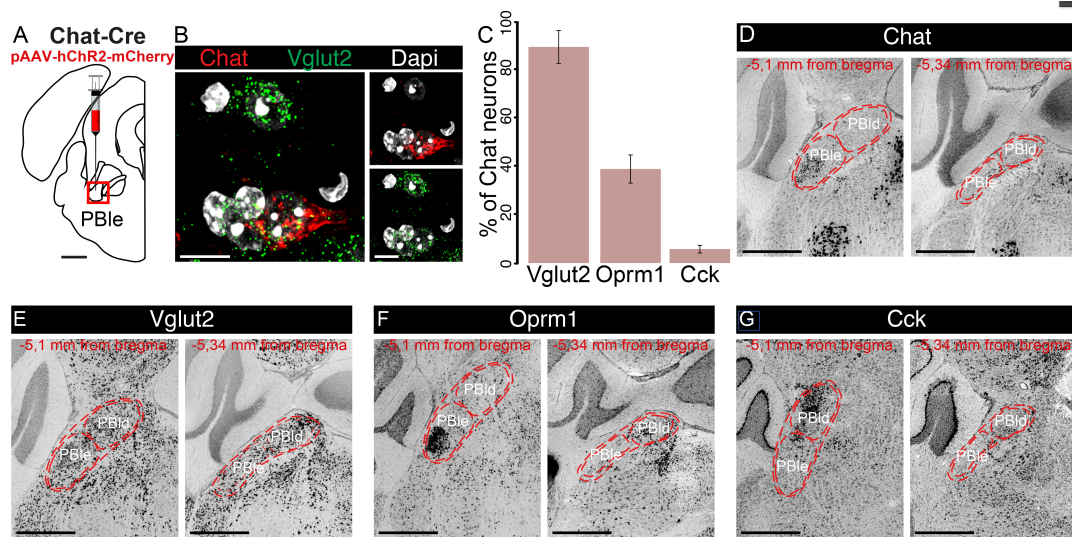 A
Chat-Cre
pAAV-hChR2-mCherry
PBle
B
Chat Vglut2 Dapi
C
% of Chat neurons
100
80
60
40
20
0
Vglut2 Oprm1 Cck
D
Chat
-5,1 mm from bregma -5,34 mm from bregma
PBld PBle PBld PBle
E
Vglut2
-5,1 mm from bregma -5,34 mm from bregma
PBld PBle PBld PBle
F
Oprm1
-5,1 mm from bregma -5,34 mm from bregma
PBld PBle PBld PBle
G
Cck
-5,1 mm from bregma -5,34 mm from bregma
PBld PBle PBld PBle